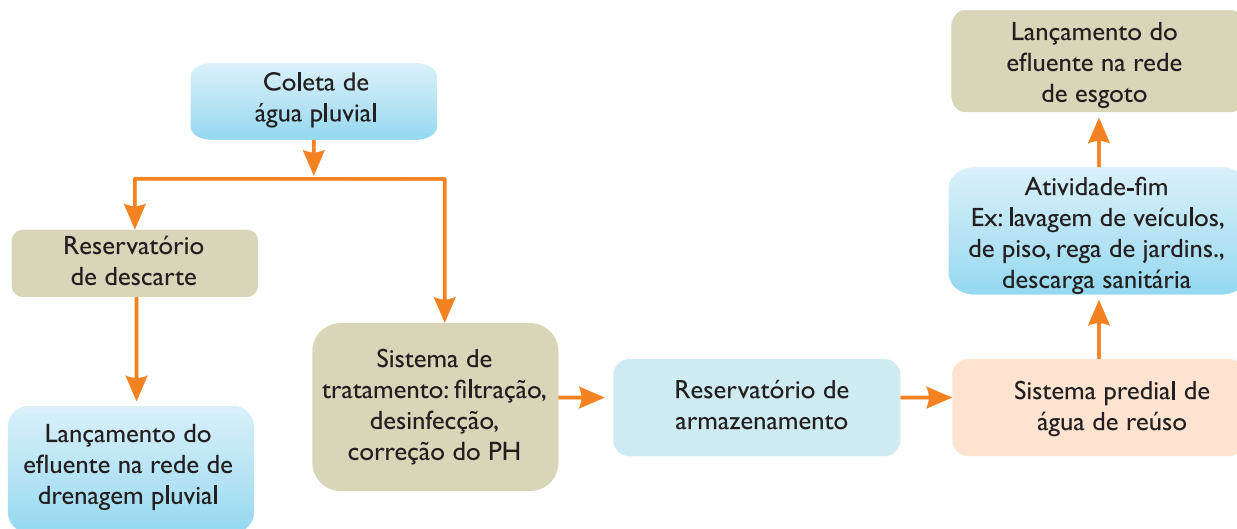 Coleta de
água pluvial
Reservatório
de descarte
Lançamento do
efluente na rede de
drenagem pluvial
Sistema de
tratamento: filtração,
desinfecção,
correção do PH
Reservatório de
armazenamento
Sistema predial de
água de reúso
Atividade-fim
Ex: lavagem de veículos,
de piso, rega de jardins.,
descarga sanitária
Lançamento do
efluente na rede
de esgoto